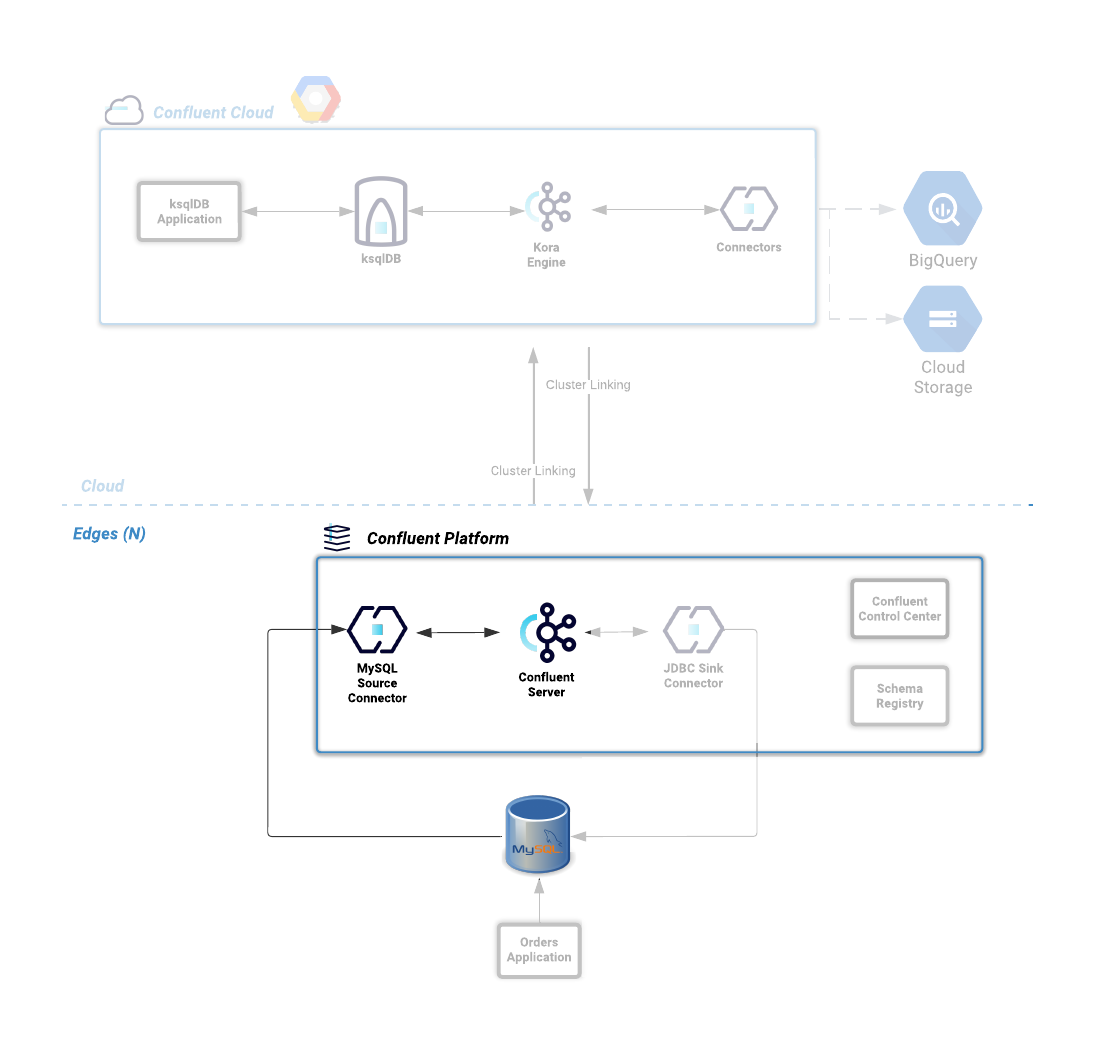 Confluent Cloud
ksqlDB
Application
ksqlDB
Kora
Engine
Connectors
BigQuery
Cloud
Storage
Cluster Linking
Cluster Linking
Cloud
Edges (N)
Confluent Platform
MySQL
Source
Connector
Confluent
Server
JDBC Sink
Connector
Confluent
Control Center
Schema
Registry
MySQL
Orders
Application